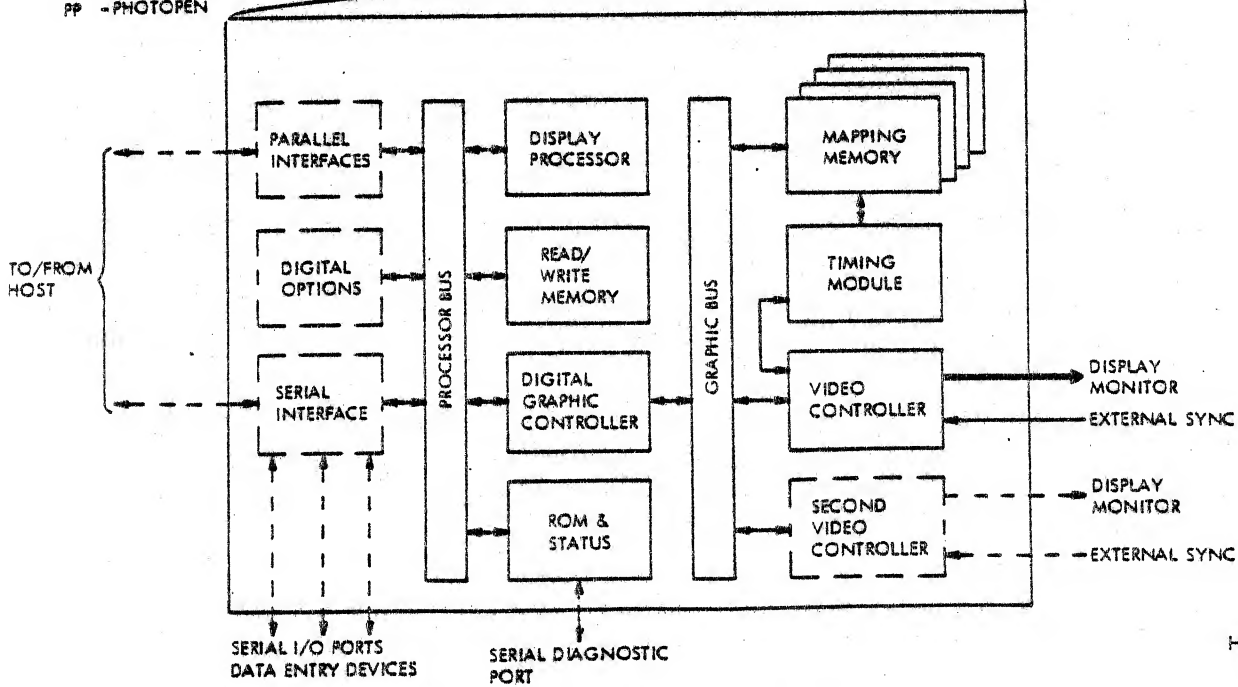 PP - PHOTOPEN
PARALLEL
INTERFACES
DISPLAY
PROCESSOR
MAPPING
MEMORY
TO/FROM
HOST
DIGITAL
OPTIONS
PROCESSOR BUS
READ/
WRITE
MEMORY
GRAPHIC BUS
TIMING
MODULE
SERIAL
INTERFACE
DIGITAL
GRAPHIC
CONTROLLER
VIDEO
CONTROLLER
DISPLAY
MONITOR
EXTERNAL SYNC
ROM &
STATUS
SECOND
VIDEO
CONTROLLER
DISPLAY
MONITOR
EXTERNAL SYNC
SERIAL I/O PORTS
DATA ENTRY DEVICES
SERIAL DIAGNOSTIC
PORT